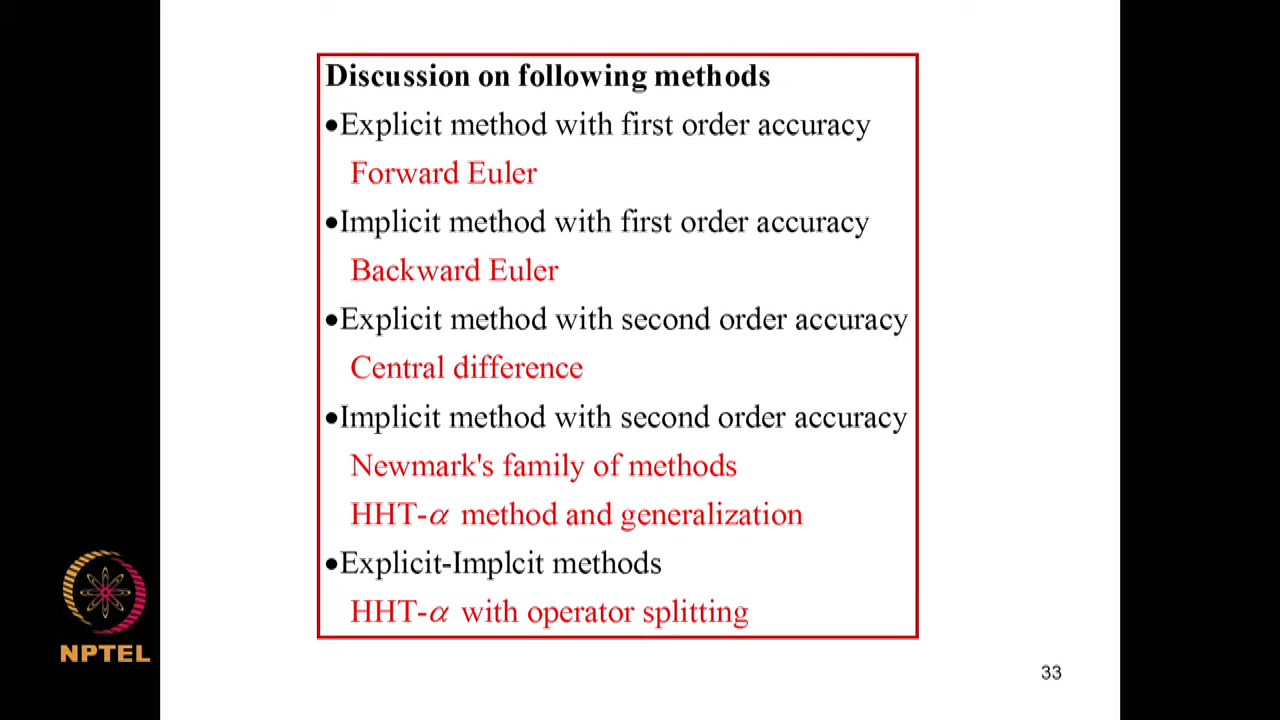 Discussion on following methods
•Explicit method with first order accuracy
Forward Euler
•Implicit method with first order accuracy
Backward Euler
•Explicit method with second order accuracy
Central difference
•Implicit method with second order accuracy
Newmark's family of methods
HHT-α method and generalization
•Explicit-Implcit methods
HHT-α with operator splitting
NPTEL
33